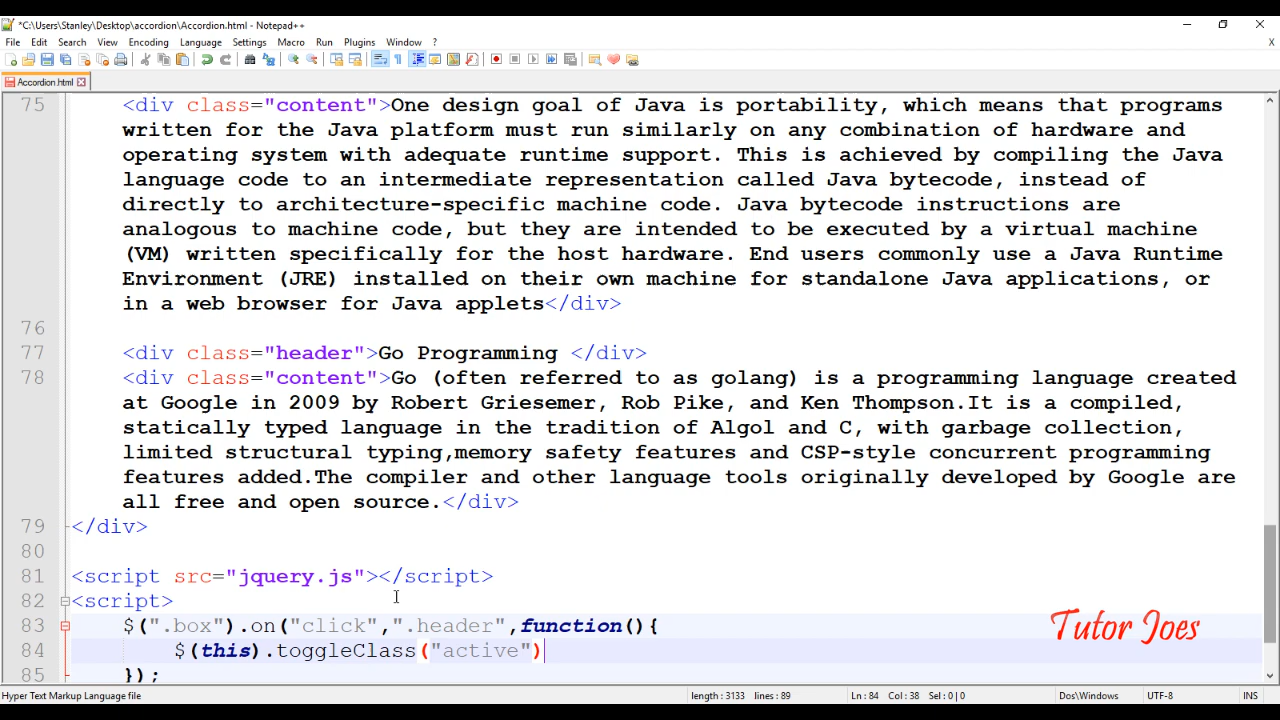 *C:\Users\Stanley\Desktop\accordion\Accordion.html - Notepad++
File Edit Search View Encoding Language Settings Macro Run Plugins Window ?
X
Accordion.html
75 <div class="content">One design goal of Java is portability, which means that programs
written for the Java platform must run similarly on any combination of hardware and
operating system with adequate runtime support. This is achieved by compiling the Java
language code to an intermediate representation called Java bytecode, instead of
directly to architecture-specific machine code. Java bytecode instructions are
analogous to machine code, but they are intended to be executed by a virtual machine
(VM) written specifically for the host hardware. End users commonly use a Java Runtime
Environment (JRE) installed on their own machine for standalone Java applications, or
in a web browser for Java applets</div>
76
77 <div class="header">Go Programming </div>
78 <div class="content">Go (often referred to as golang) is a programming language created
at Google in 2009 by Robert Griesemer, Rob Pike, and Ken Thompson.It is a compiled,
statically typed language in the tradition of Algol and C, with garbage collection,
limited structural typing,memory safety features and CSP-style concurrent programming
features added.The compiler and other language tools originally developed by Google are
all free and open source.</div>
79 </div>
80
81 <script src="jquery.js"></script>
82 <script>
83 $(".box").on("click",".header",function(){
84 $(this).toggleClass("active")
85 });
Tutor Joes
Hyper Text Markup Language file length : 3133 lines : 89 Ln : 84 Col : 38 Sel : 0 | 0 Dos\Windows UTF-8 INS